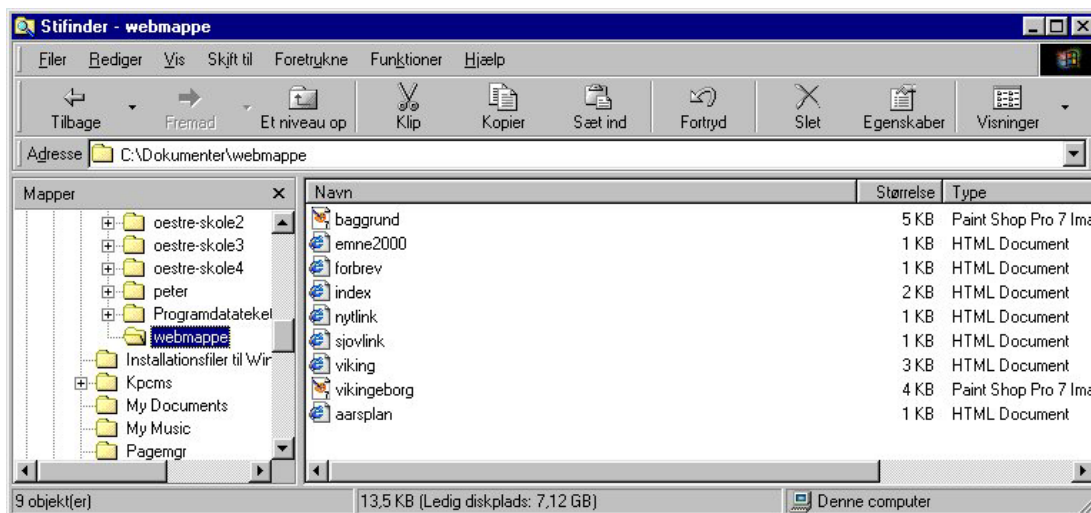 Stifinder - webmappe
Filer Rediger Vis Skift til Foretrukne Funktioner Hjælp
Tilbage Fremad Et niveau op Klip Kopier Sæt ind Fortryd Slet Egenskaber Visninger
Adresse C:\Dokumenter\webmappe
Mapper
oestre-skole2
oestre-skole3
oestre-skole4
peter
Programdatateket
webmappe
Installationsfiler til Wir
Kpcms
My Documents
My Music
Pagemgr
Navn Størrelse Type
baggrund 5 KB Paint Shop Pro 7 Ima
emne2000 1 KB HTML Document
forbrev 1 KB HTML Document
index 2 KB HTML Document
nytlink 1 KB HTML Document
sjovlink 1 KB HTML Document
viking 3 KB HTML Document
vikingeborg 4 KB Paint Shop Pro 7 Ima
aarsplan 1 KB HTML Document
9 objekt(er) 13,5 KB (Ledig diskplads: 7,12 GB) Denne computer